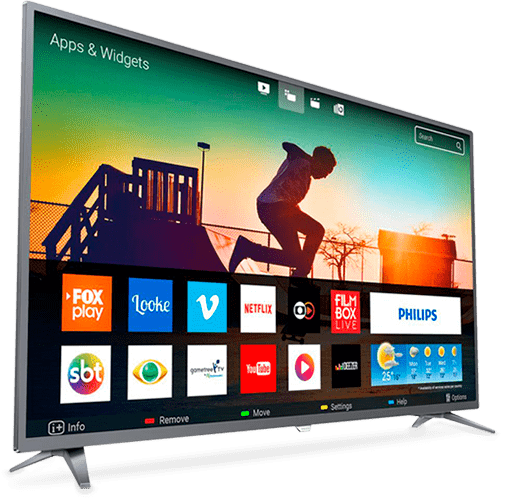 Apps & Widgets
Search
FOX
play
Looke
NETFLIX
FILM
BOX
LIVE
PHILIPS
sbt
gametree TV
YouTube
25°
Info
Remove
Move
Settings
Help
Options